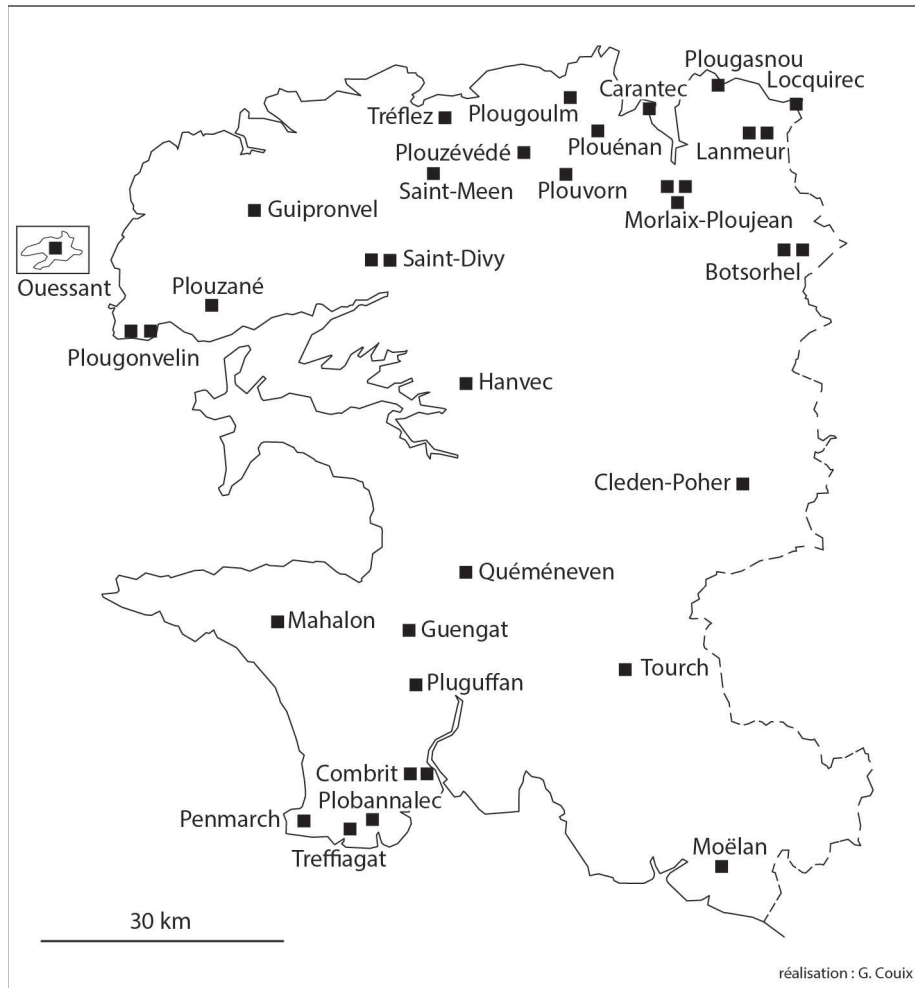 Plougasnou
Locquirec
Carantec
Plougoulm
Tréflez
Plouénan
Lanmeur
Plouzévédé
Saint-Meen
Plouvorn
Guipronvel
Morlaix-Ploujean
Saint-Divy
Botsorhel
Ouessant
Plouzané
Plougonvelin
Hanvec
Cleden-Poher
Quéméneven
Mahalon
Guengat
Tourch
Pluguffan
Combrit
Plobannalec
Penmarch
Treffiagat
Moëlan
30 km
réalisation : G. Couix